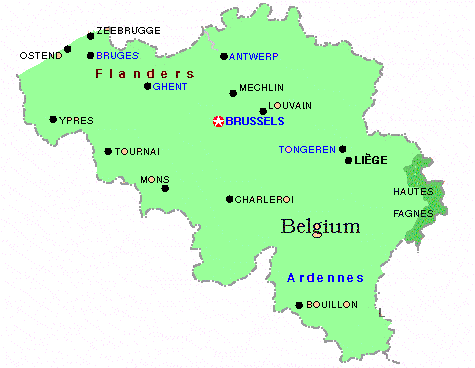 ZEEBRUGGE
OSTEND
BRUGES
ANTWERP
Flanders
GHENT
MECHLIN
LOUVAIN
YPRES
BRUSSELS
TOURNAI
TONGEREN
LIÈGE
MONS
HAUTES
CHARLEROI
FAGNES
Belgium
Ardennes
BOUILLON
L